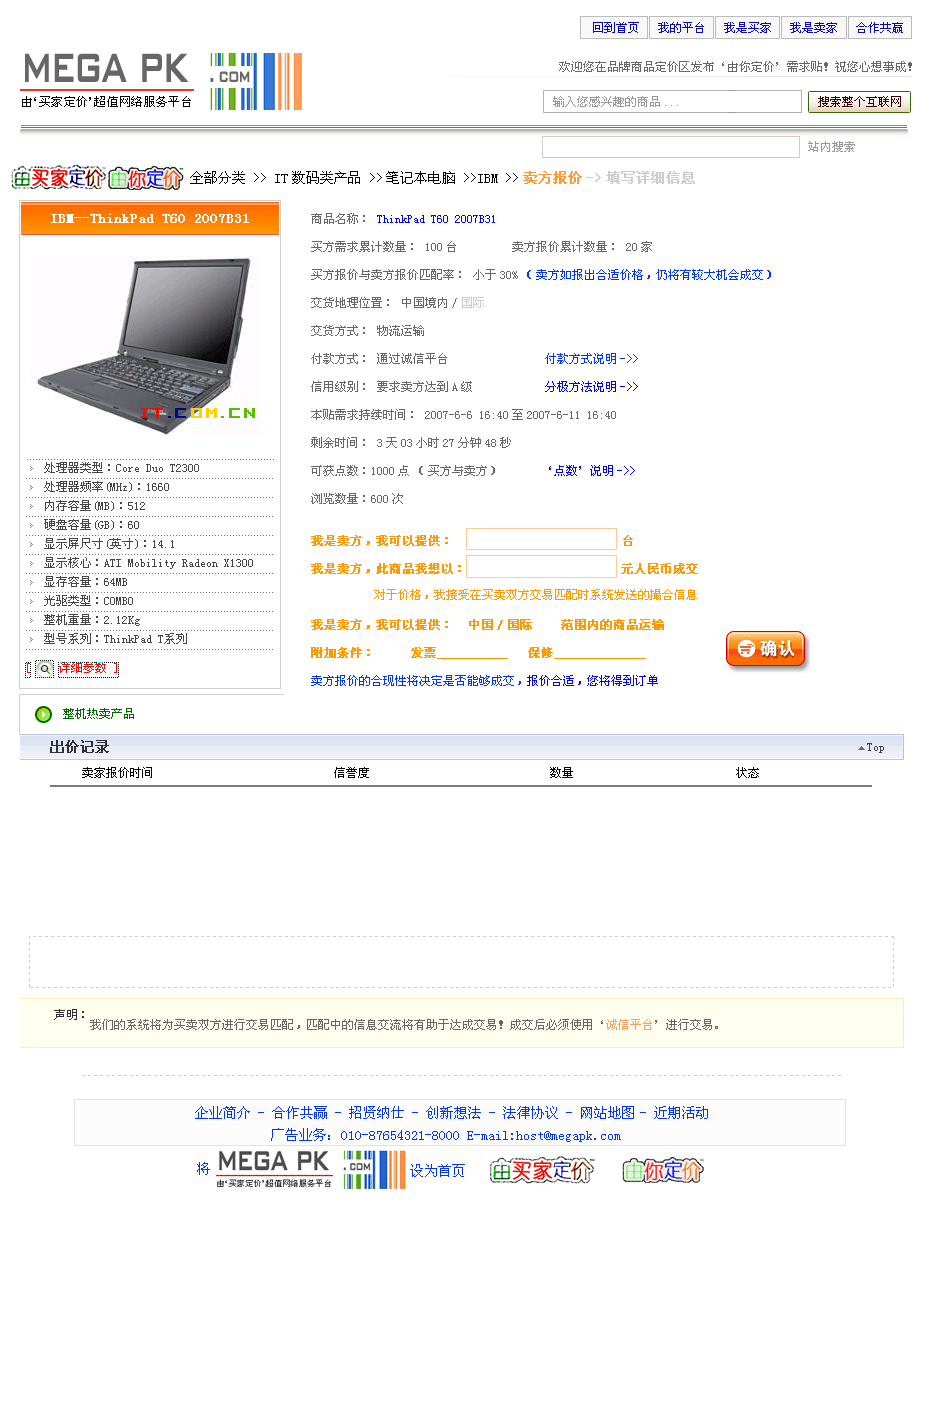 回到首页 我的平台 我是买家 我是卖家 合作共赢
MEGA PK .COM
由‘买家定价’超值网络服务平台
欢迎您在品牌商品定价区发布‘由你定价’需求贴！祝您心想事成！
输入您感兴趣的商品... 搜索整个互联网
站内搜索
由买家定价 由你定价 全部分类 >> IT数码类产品 >>笔记本电脑 >>IBM >> 卖方报价 -> 填写详细信息
IBM--ThinkPad T60 2007B31
IT.COM.CN
处理器类型：Core Duo T2300
处理器频率(MHz)：1660
内存容量(MB)：512
硬盘容量(GB)：60
显示屏尺寸(英寸)：14.1
显示核心：ATI Mobility Radeon X1300
显存容量：64MB
光驱类型：COMBO
整机重量：2.12Kg
型号系列：ThinkPad T系列
[ 详细参数 ]
整机热卖产品
商品名称： ThinkPad T60 2007B31
买方需求累计数量： 100 台 卖方报价累计数量： 20 家
买方报价与卖方报价匹配率： 小于 30% （ 卖方如报出合适价格，仍将有较大机会成交 ）
交货地理位置： 中国境内 / 国际
交货方式： 物流运输
付款方式： 通过诚信平台 付款方式说明 ->>
信用级别： 要求卖方达到 A 级 分极方法说明 ->>
本贴需求持续时间： 2007-6-6 16:40 至 2007-6-11 16:40
剩余时间： 3 天 03 小时 27 分钟 48 秒
可获点数：1000 点 （ 买方与卖方 ） ‘点数’说明 ->>
浏览数量：600 次
我是卖方，我可以提供： 台
我是卖方，此商品我想以： 元人民币成交
对于价格，我接受在买卖双方交易匹配时系统发送的撮合信息
我是卖方，我可以提供： 中国 / 国际 范围内的商品运输
附加条件： 发票____________ 保修_______________
确认
卖方报价的合现性将决定是否能够成交，报价合适，您将得到订单
出价记录 Top
卖家报价时间 信誉度 数量 状态
声明：
我们的系统将为买卖双方进行交易匹配，匹配中的信息交流将有助于达成交易！成交后必须使用‘诚信平台’进行交易。
企业简介 - 合作共赢 - 招贤纳仕 - 创新想法 - 法律协议 - 网站地图 - 近期活动
广告业务：010-87654321-8000 E-mail:host@megapk.com
将 MEGA PK .COM 由‘买家定价’超值网络服务平台 设为首页 由买家定价 由你定价